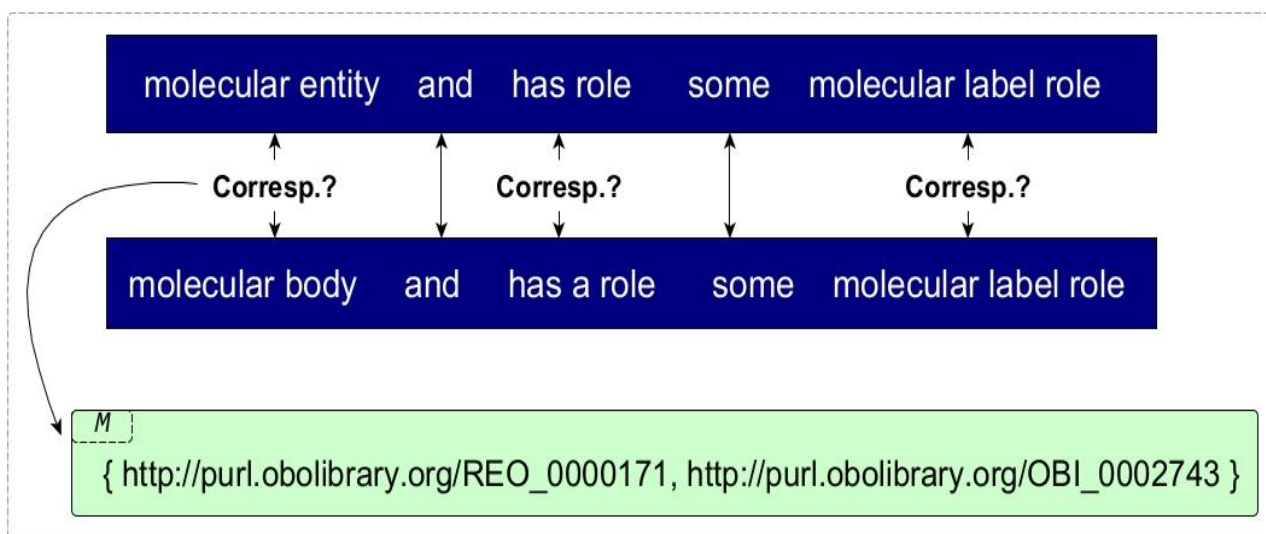 molecular entity and has role some molecular label role
Corresp.? Corresp.? Corresp.?
molecular body and has a role some molecular label role
M
{ http://purl.obolibrary.org/REO_0000171, http://purl.obolibrary.org/OBI_0002743 }